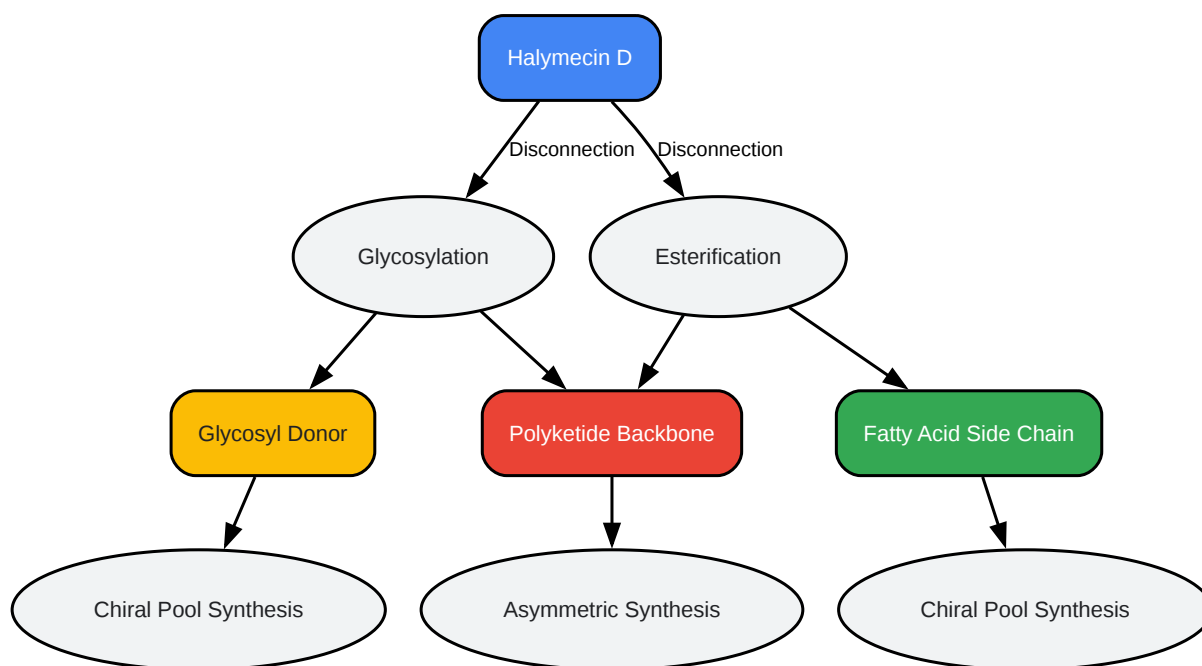 Halymecin D
Disconnection
Disconnection
Glycosylation
Esterification
Glycosyl Donor
Polyketide Backbone
Fatty Acid Side Chain
Chiral Pool Synthesis
Asymmetric Synthesis
Chiral Pool Synthesis